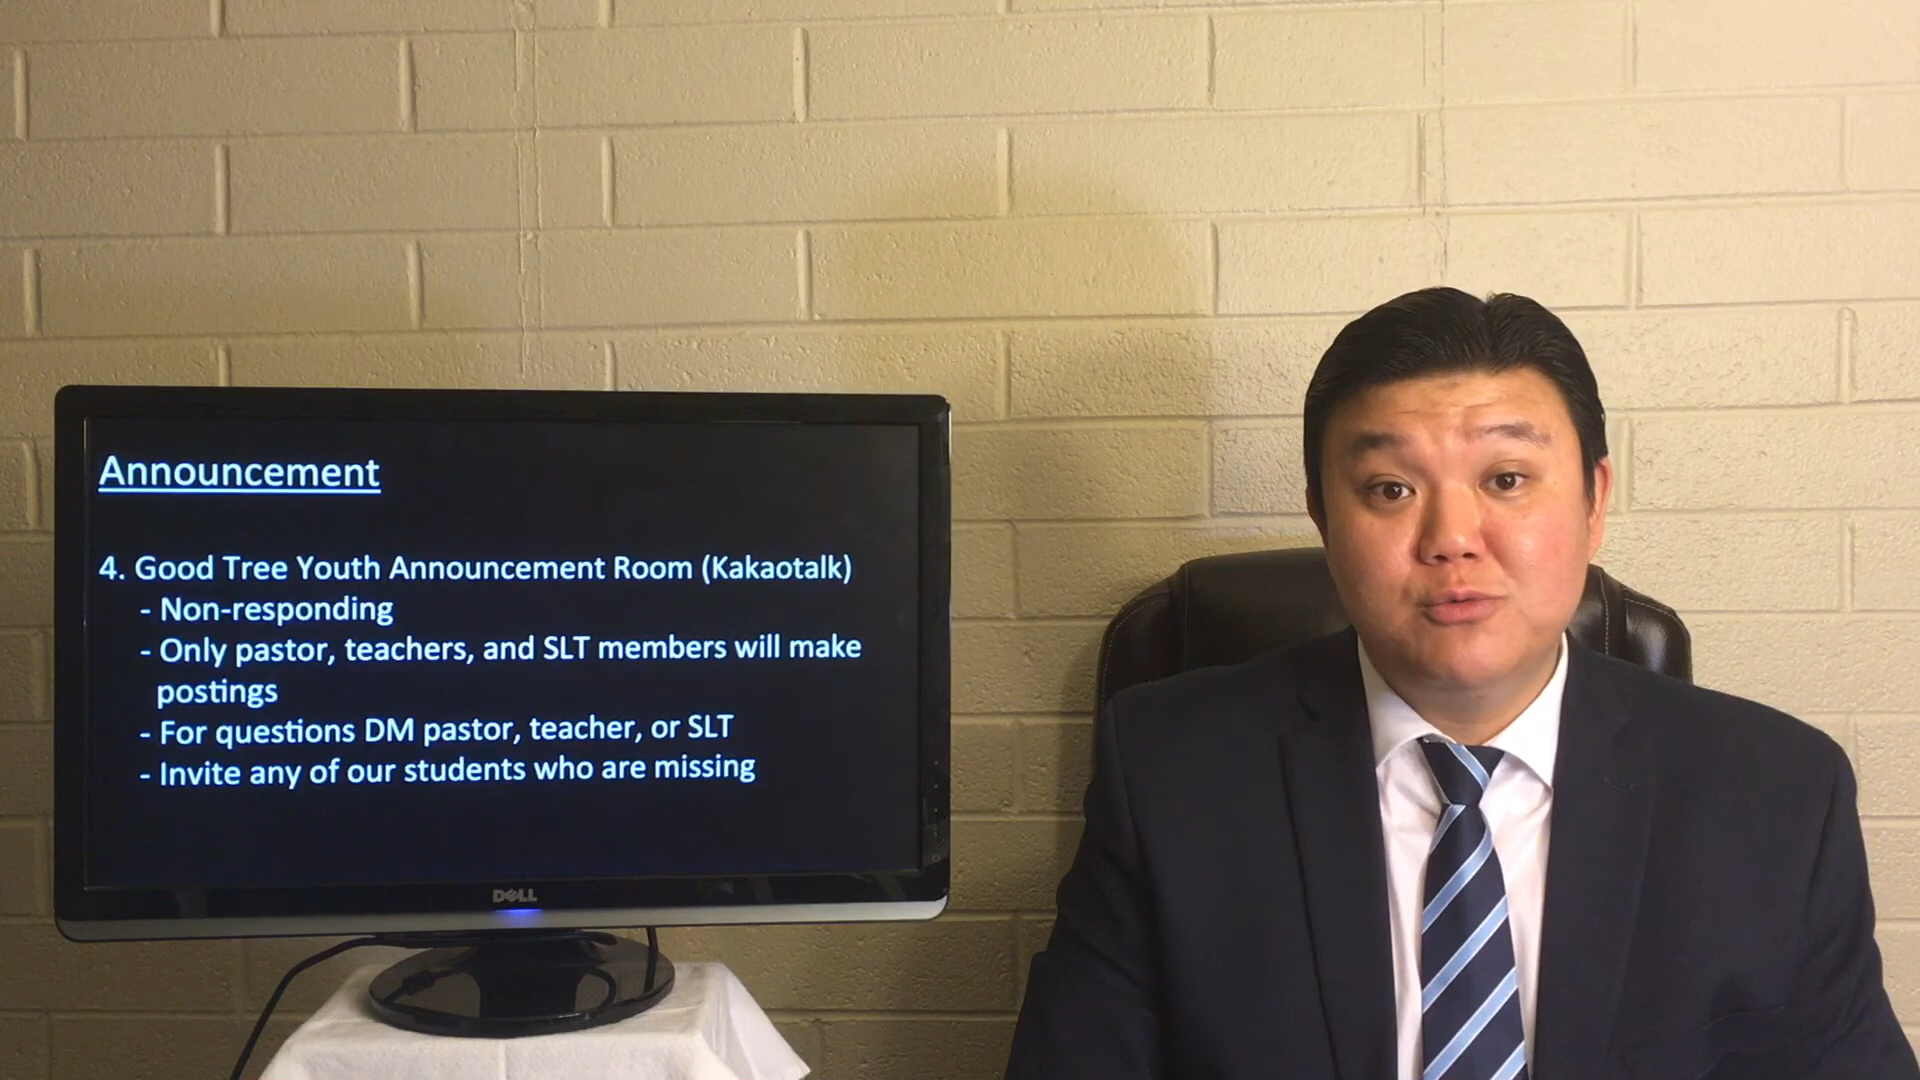 Announcement
4. Good Tree Youth Announcement Room (Kakaotalk)
- Non-responding
- Only pastor, teachers, and SLT members will make
postings
- For questions DM pastor, teacher, or SLT
- Invite any of our students who are missing
DELL